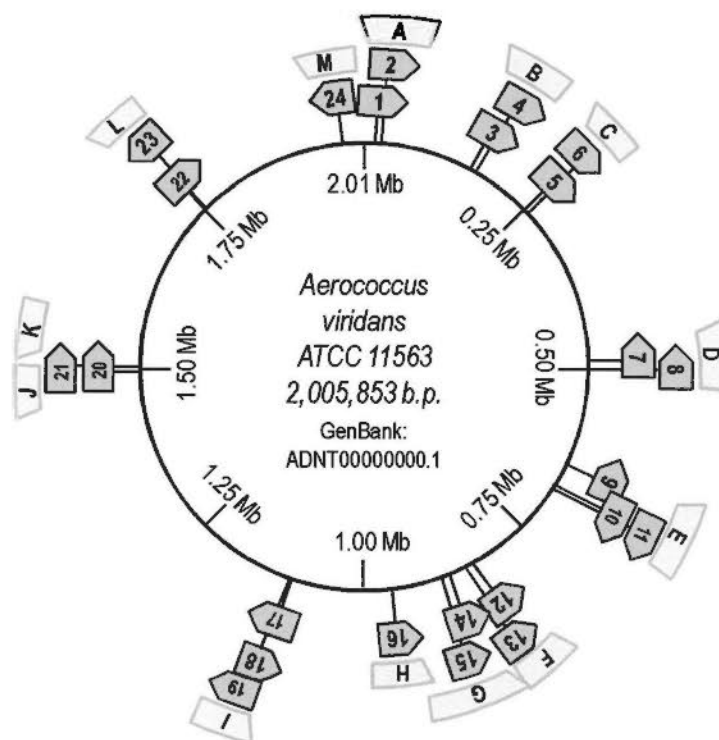 A
M
2
B
24
1
4
L
3
C
23
6
22
5
2.01 Mb
1.75 Mb
0.25 Mb
Aerococcus
viridans
ATCC 11563
2,005,853 b.p.
GenBank:
ADNT00000000.1
K
J
21
20
1.50 Mb
0.50 Mb
7
8
D
9
10
11
E
1.25 Mb
0.75 Mb
1.00 Mb
17
18
19
I
16
H
14
15
G
12
13
F